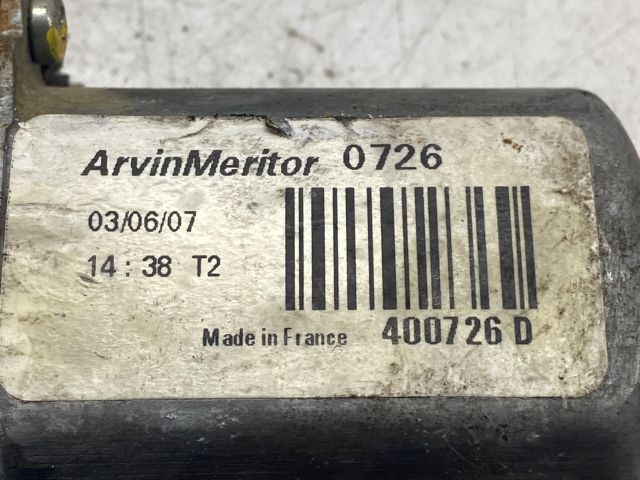 ArvinMeritor 0726
03/06/07
14:38 T2
Made in France 400726 D